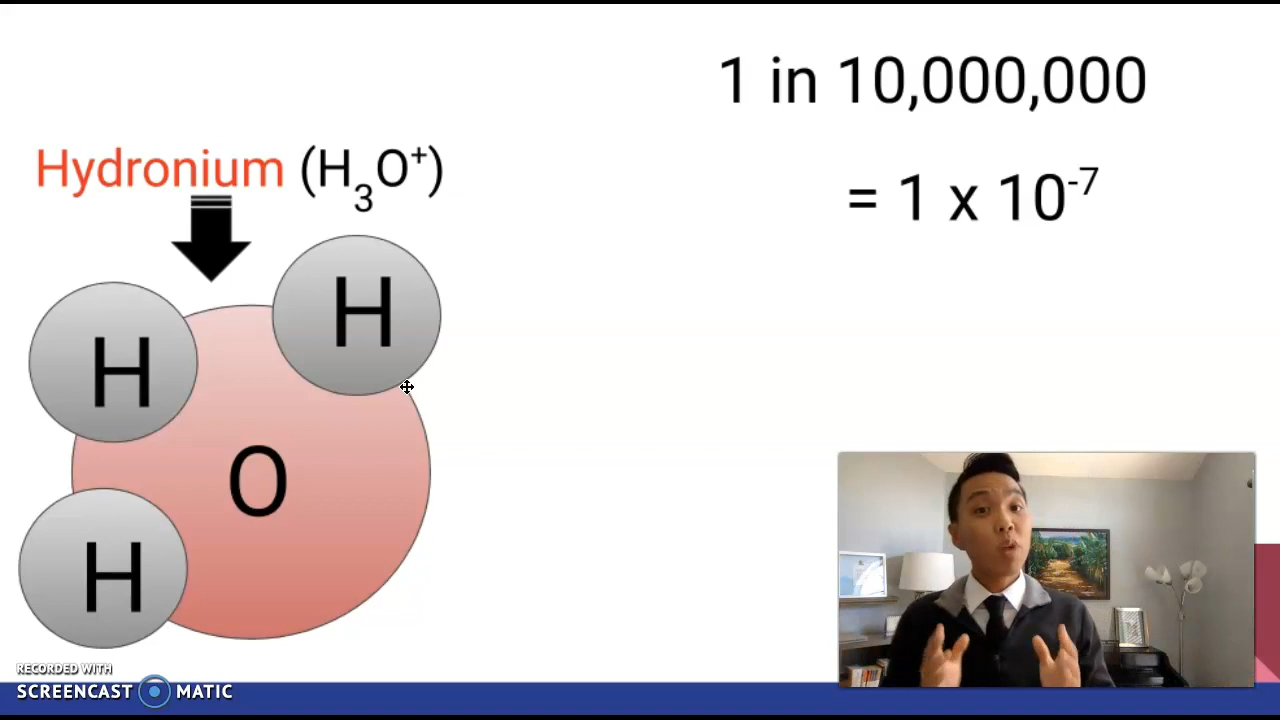 1 in 10,000,000
Hydronium (H₃O⁺)
= 1 x 10⁻⁷
H
H
O
H
RECORDED WITH
SCREENCAST MATIC